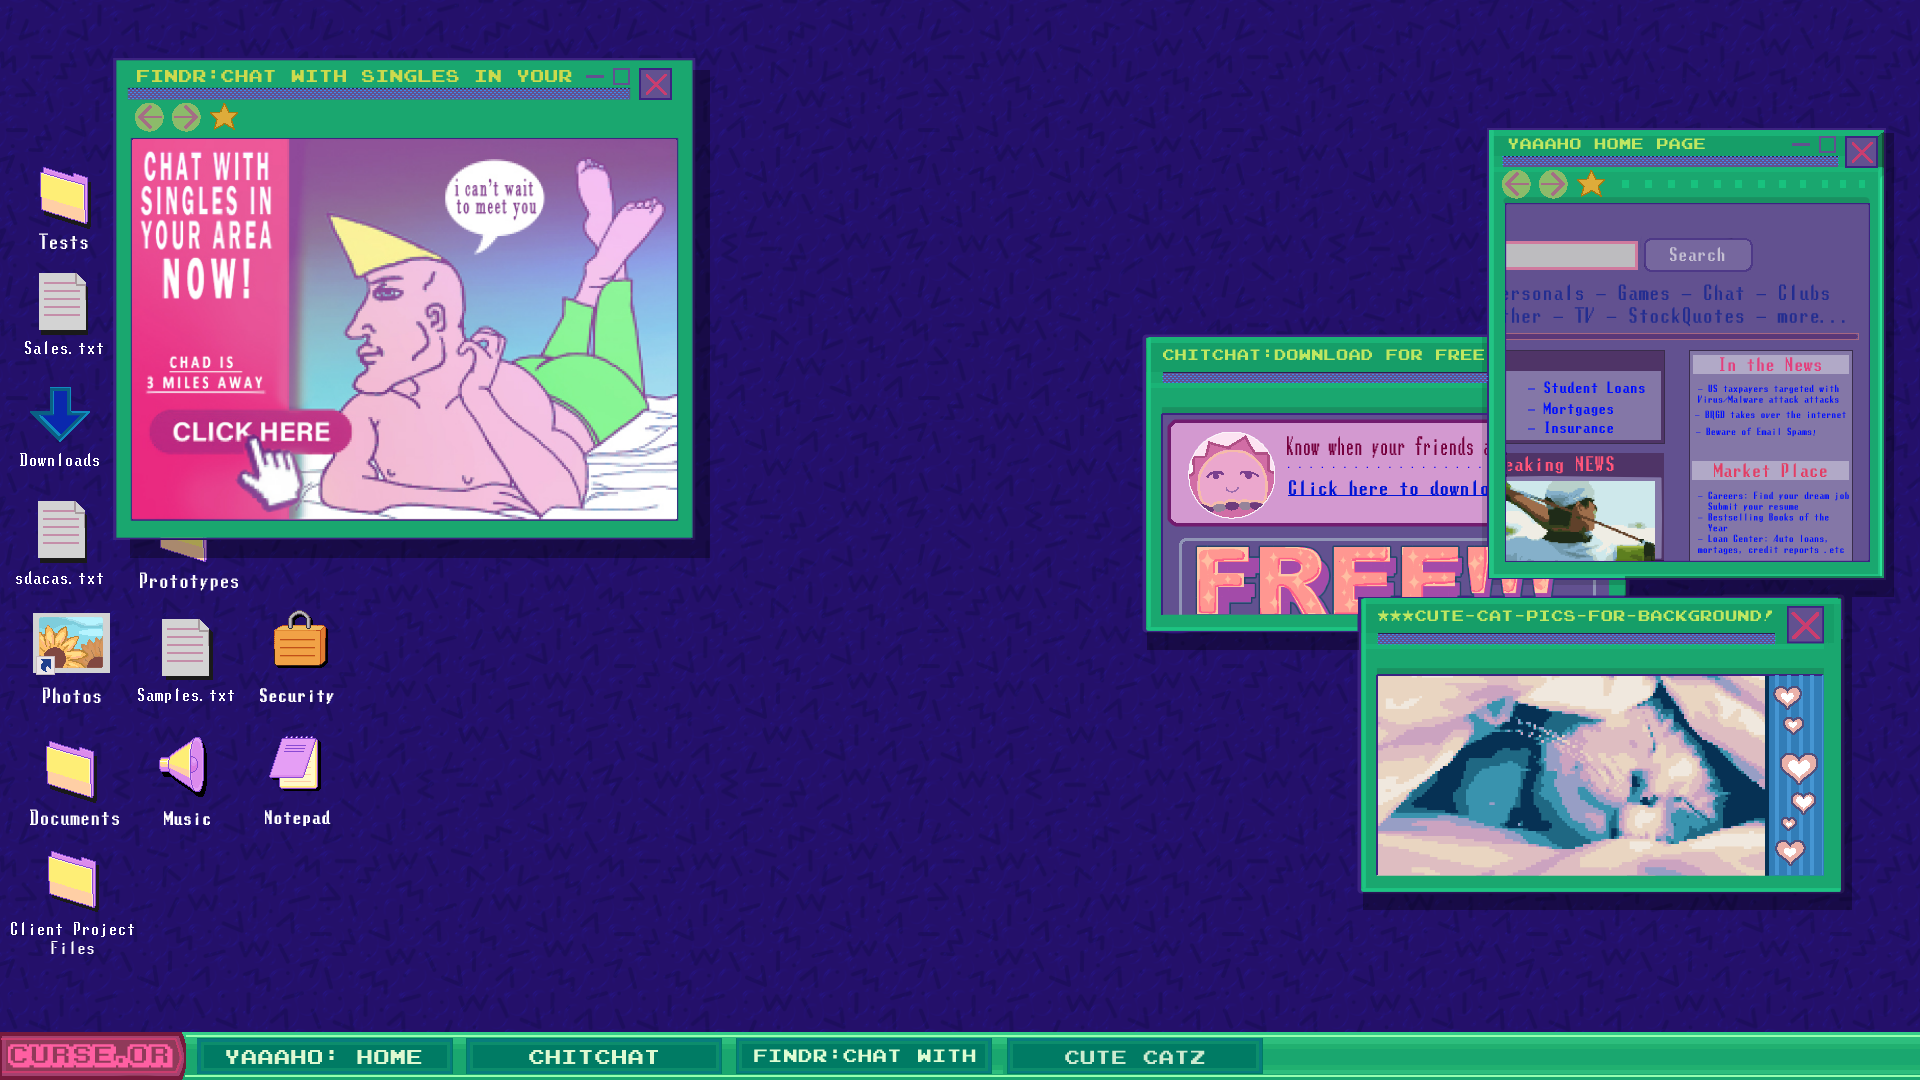 FINDR:CHAT WITH SINGLES IN YOUR
CHAT WITH
SINGLES IN
YOUR AREA
NOW!
i can't wait
to meet you
CHAD IS
3 MILES AWAY
CLICK HERE
Tests
Sales.txt
Downloads
sdacas.txt
Prototypes
Photos
Samples.txt
Security
Documents
Music
Notepad
Client Project
Files
CHITCHAT:DOWNLOAD FOR FREE
Know when your friends
Click here to downlo
FREE
YAAAHO HOME PAGE
Search
ersonals - Games - Chat - Clubs
her - TV - StockQuotes - more...
- Student Loans
- Mortgages
- Insurance
eaking NEWS
In the News
- US taxpayers targeted with
Virus/Malware attack attacks
takes over the internet
- Beware of Email Spams!
Market Place
- Careers: Find your dream job
Submit your resume
- Bestselling Books of the
Year
- Loan Center: Auto loans,
mortages, credit reports .etc
***CUTE-CAT-PICS-FOR-BACKGROUND!
CURSE.OR
YAAAHO: HOME
CHITCHAT
FINDR:CHAT WITH
CUTE CATZ